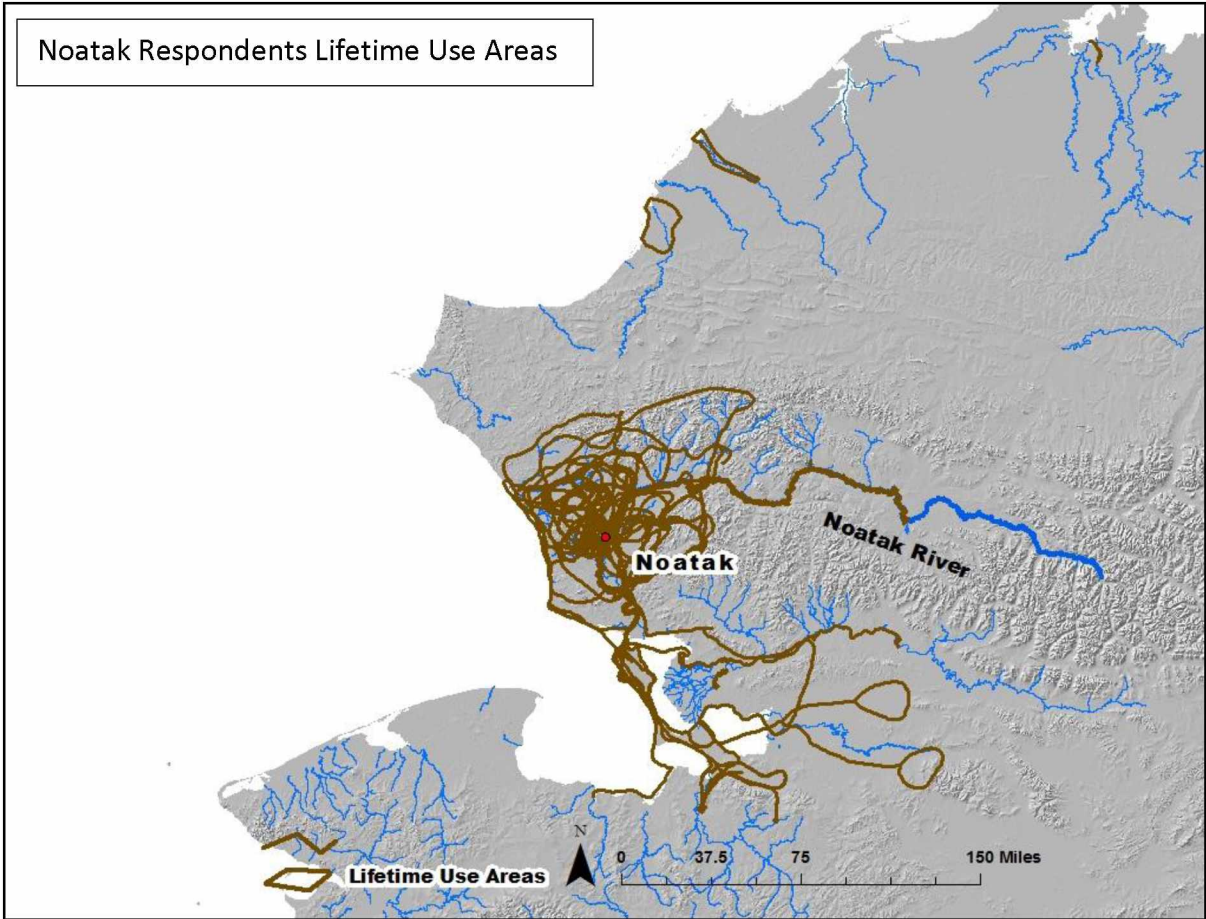 Noatak Respondents Lifetime Use Areas
Noatak River
Noatak
N
0 37.5 75 150 Miles
Lifetime Use Areas